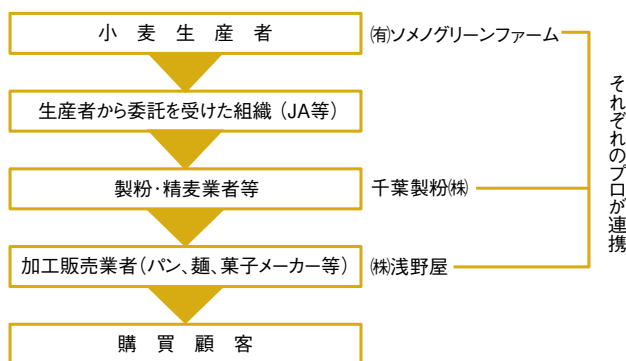 小麦生産者
㈲ソメノグリーンファーム
生産者から委託を受けた組織（JA等）
製粉･精麦業者等
千葉製粉㈱
加工販売業者（パン、麺、菓子メーカー等）
㈱浅野屋
購買顧客
それぞれのプロが連携